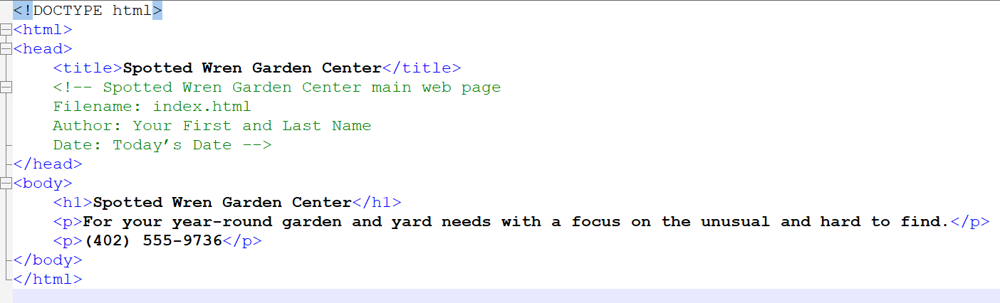 <!DOCTYPE html>
<html>
<head>
    <title>Spotted Wren Garden Center</title>
    <!-- Spotted Wren Garden Center main web page
    Filename: index.html
    Author: Your First and Last Name
    Date: Today’s Date -->
</head>
<body>
    <h1>Spotted Wren Garden Center</h1>
    <p>For your year-round garden and yard needs with a focus on the unusual and hard to find.</p>
    <p>(402) 555-9736</p>
</body>
</html>